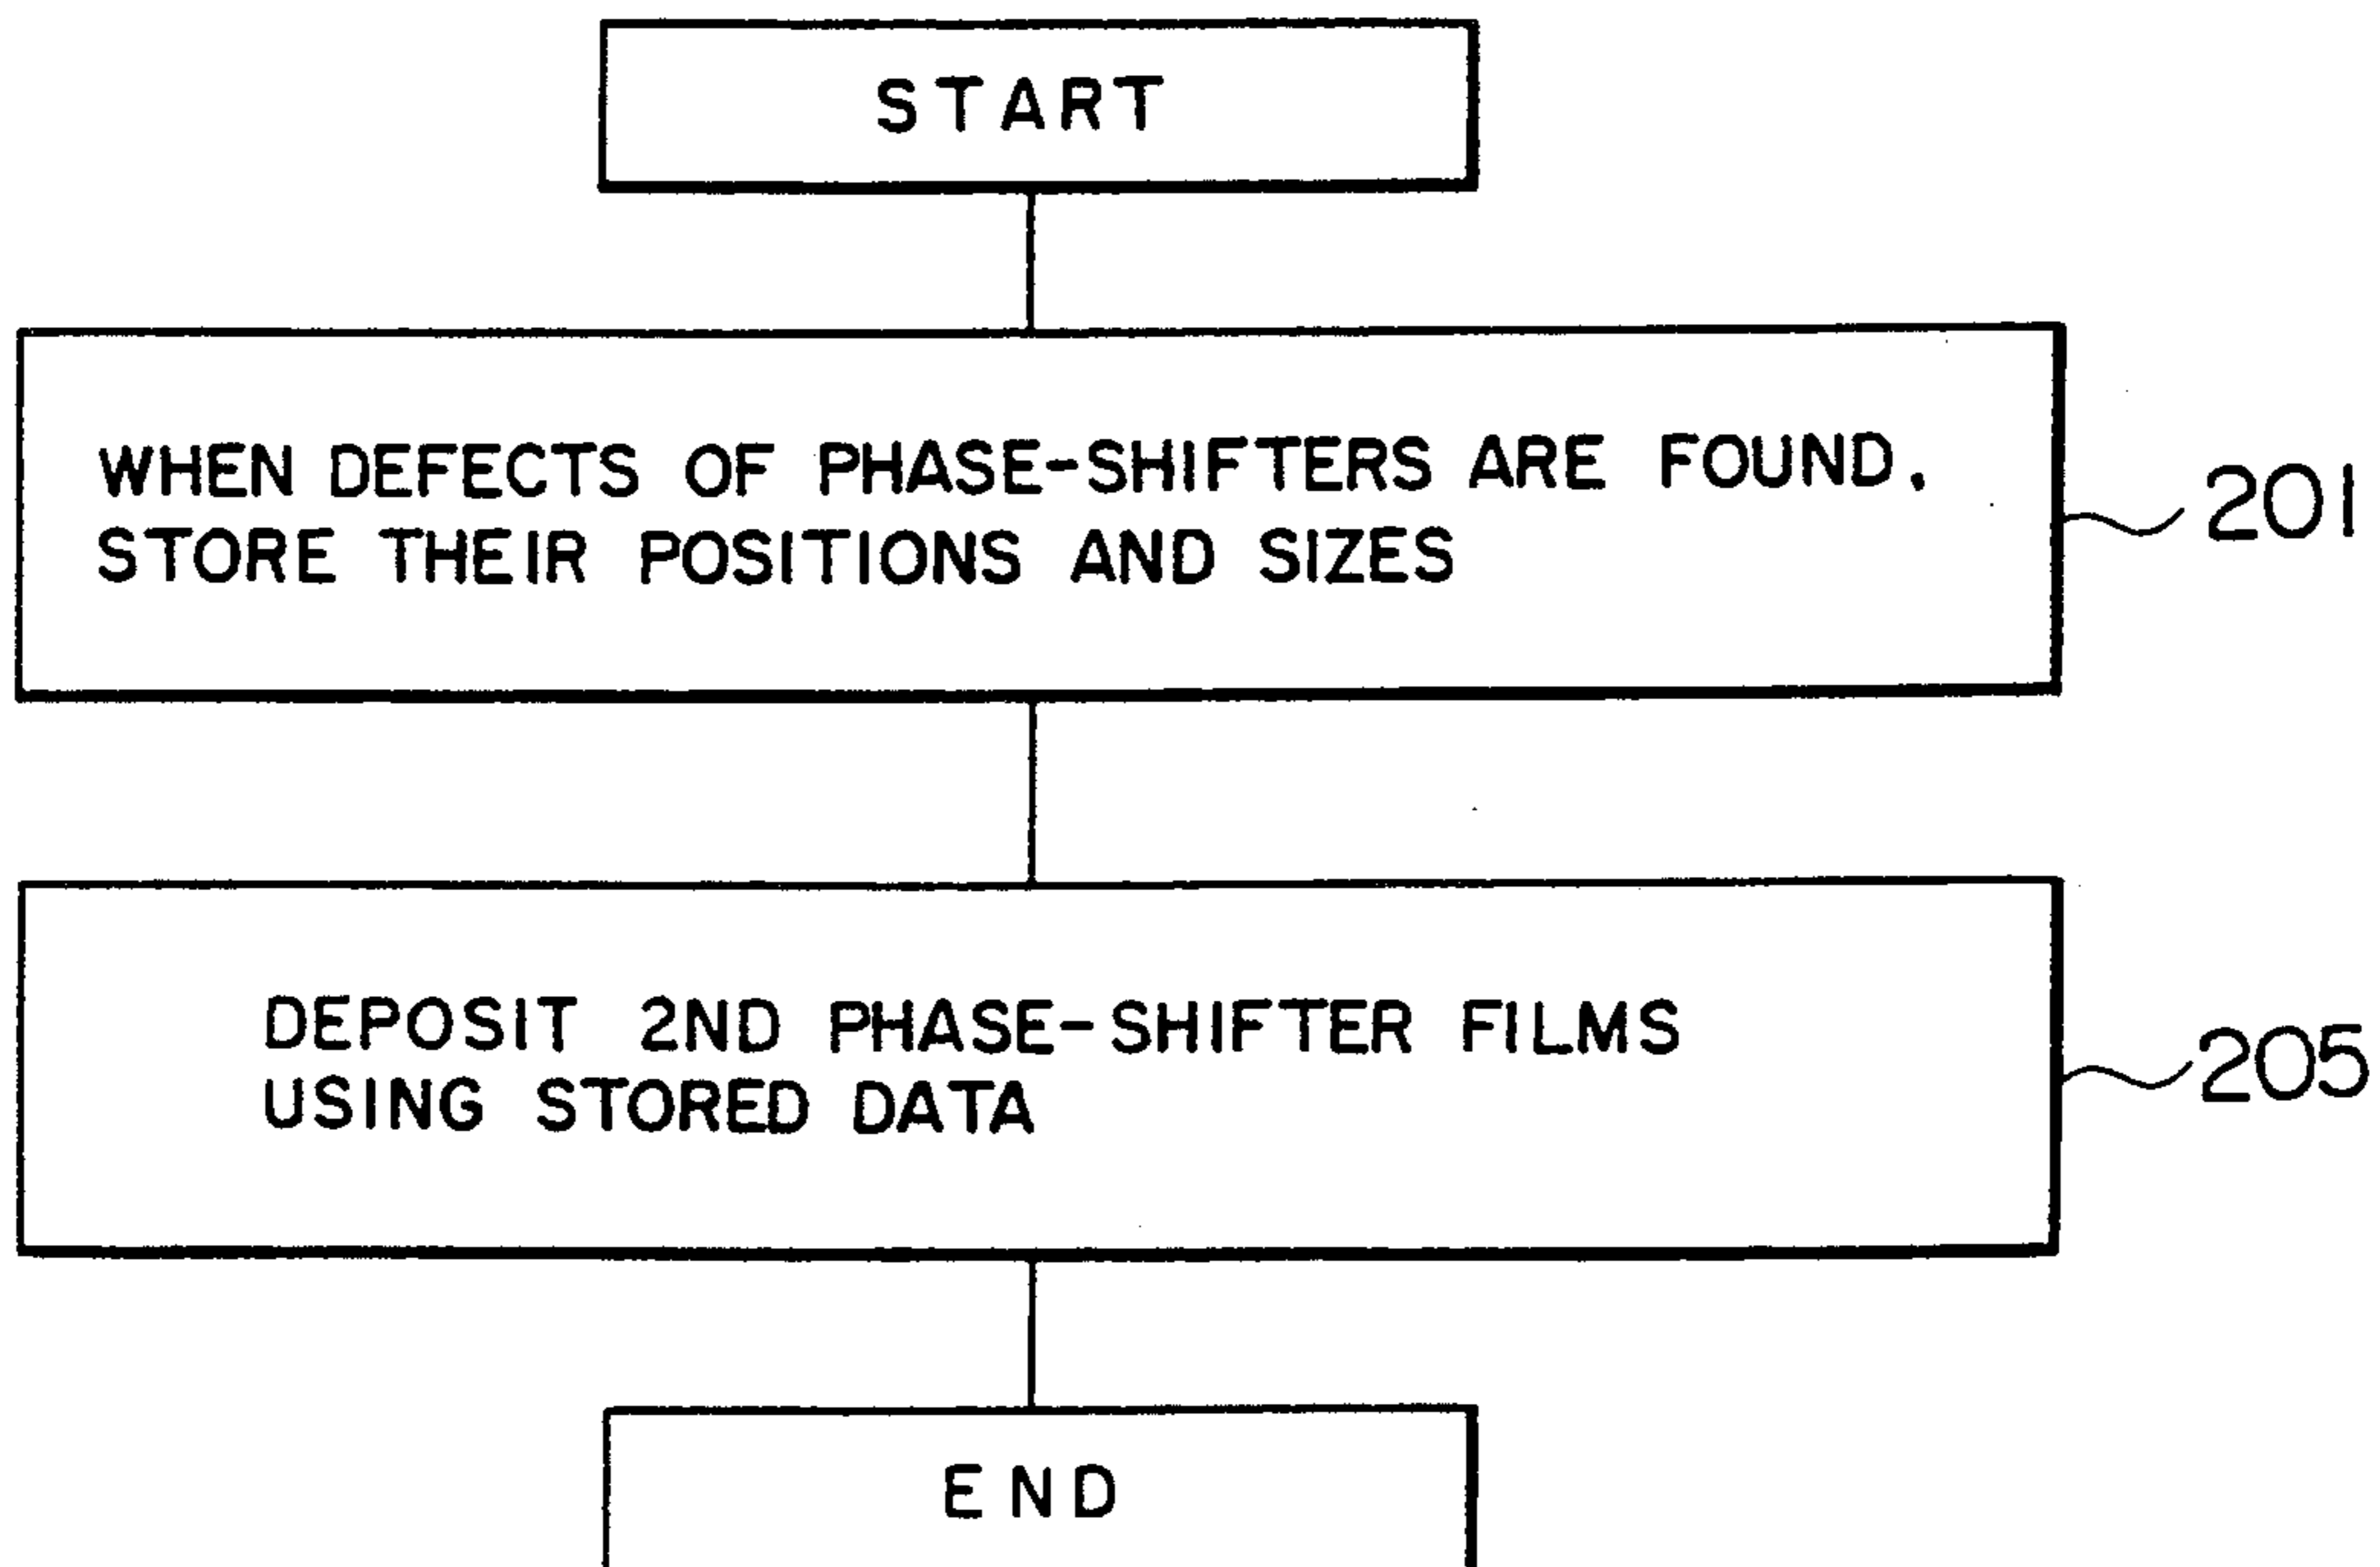 START
WHEN DEFECTS OF PHASE-SHIFTERS ARE FOUND,
STORE THEIR POSITIONS AND SIZES
201
DEPOSIT 2ND PHASE-SHIFTER FILMS
USING STORED DATA
205
END